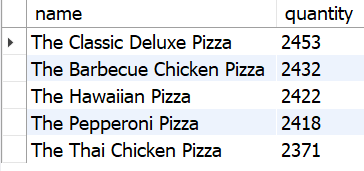 name quantity
The Classic Deluxe Pizza 2453
The Barbecue Chicken Pizza 2432
The Hawaiian Pizza 2422
The Pepperoni Pizza 2418
The Thai Chicken Pizza 2371